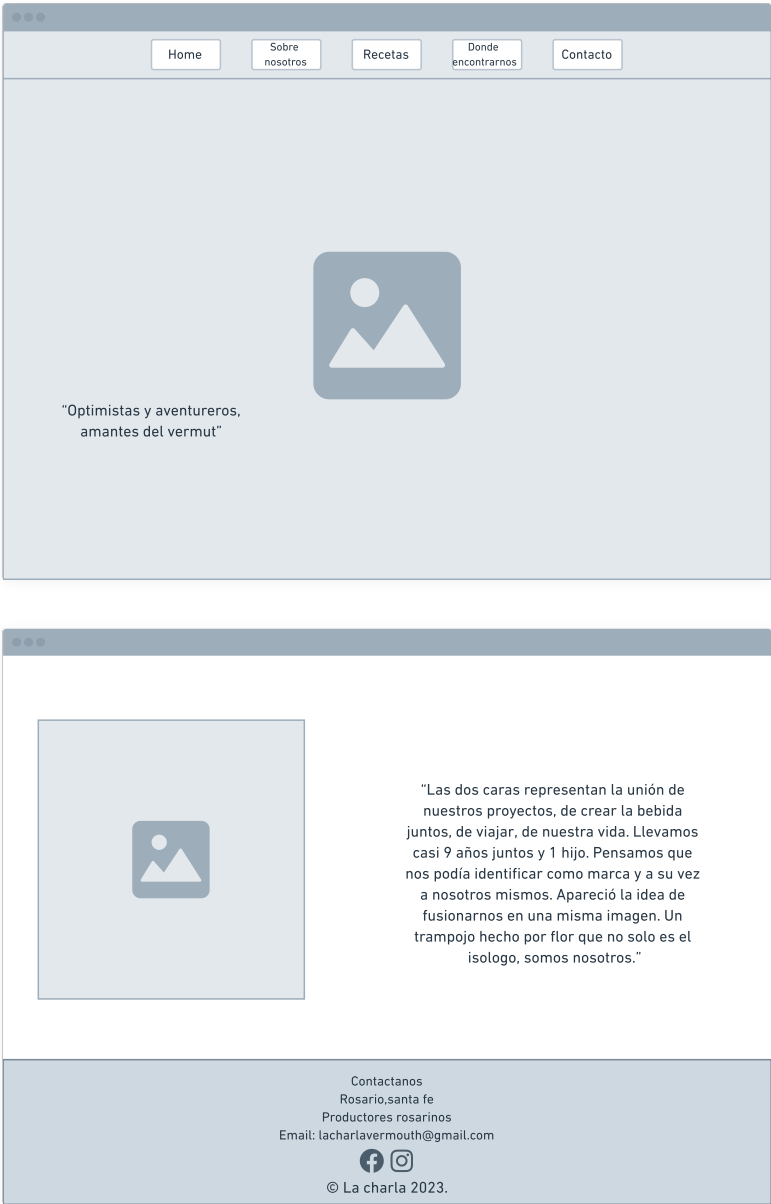 Home
Sobre
nosotros
Recetas
Donde
encontrarnos
Contacto
“Optimistas y aventureros,
amantes del vermut”
“Las dos caras representan la unión de
nuestros proyectos, de crear la bebida
juntos, de viajar, de nuestra vida. Llevamos
casi 9 años juntos y 1 hijo. Pensamos que
nos podía identificar como marca y a su vez
a nosotros mismos. Apareció la idea de
fusionarnos en una misma imagen. Un
trampojo hecho por flor que no solo es el
isologo, somos nosotros.”
Contactanos
Rosario,santa fe
Productores rosarinos
Email: lacharlavermouth@gmail.com
© La charla 2023.